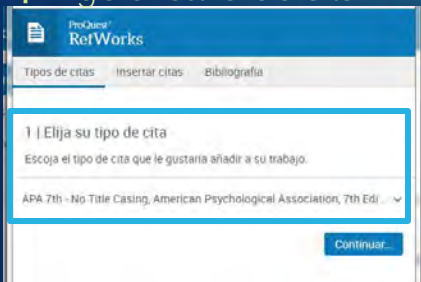 ProQuest®
RefWorks
Tipos de citas Insertar citas Bibliografía
1 | Elija su tipo de cita
Escoja el tipo de cita que le gustaría añadir a su trabajo.
APA 7th - No Title Casing, American Psychological Association, 7th Edi...
Continuar...